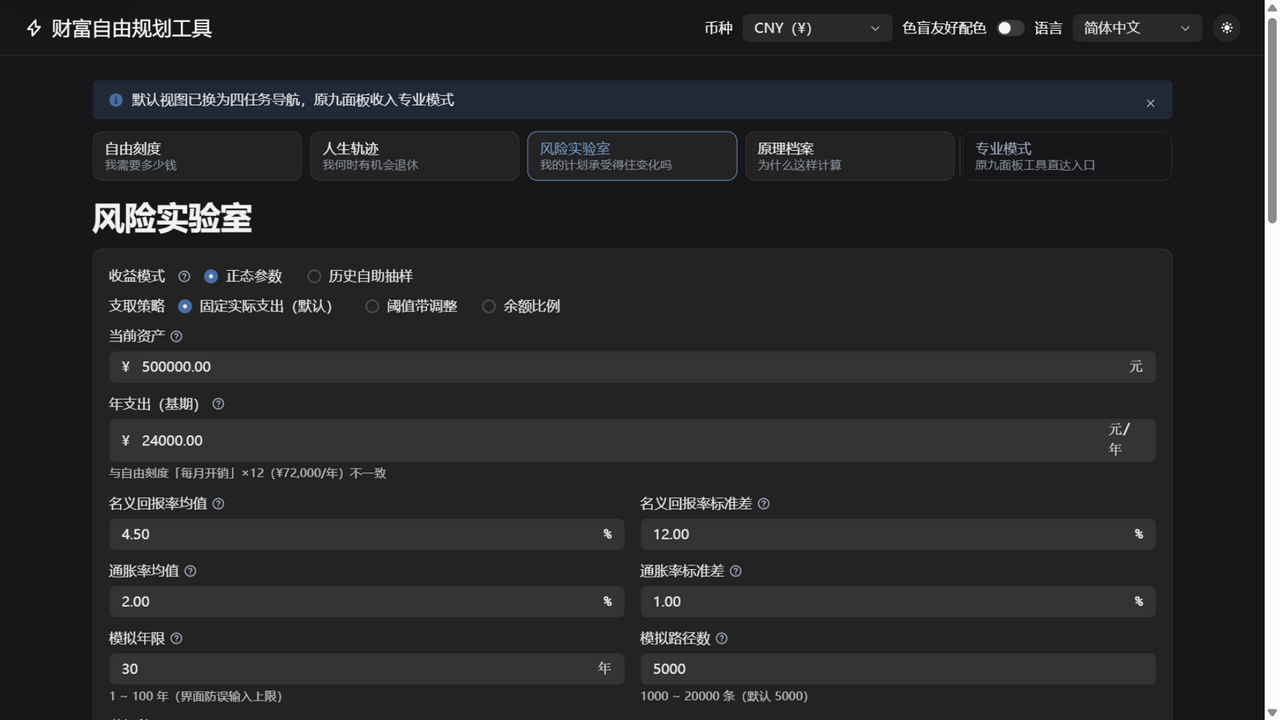 财富自由规划工具
币种 CNY（¥） 色盲友好配色 语言 简体中文
默认视图已换为四任务导航，原九面板收入专业模式
自由刻度
我需要多少钱
人生轨迹
我何时有机会退休
风险实验室
我的计划承受得住变化吗
原理档案
为什么这样计算
专业模式
原九面板工具直达入口
风险实验室
收益模式 正态参数 历史自助抽样
支取策略 固定实际支出（默认） 阈值带调整 余额比例
当前资产
¥ 500000.00 元
年支出（基期）
¥ 24000.00 元/年
与自由刻度「每月开销」×12（¥72,000/年）不一致
名义回报率均值 名义回报率标准差
4.50 % 12.00 %
通胀率均值 通胀率标准差
2.00 % 1.00 %
模拟年限 模拟路径数
30 年 5000
1 ~ 100 年（界面防误输入上限） 1000 ~ 20000 条（默认 5000）